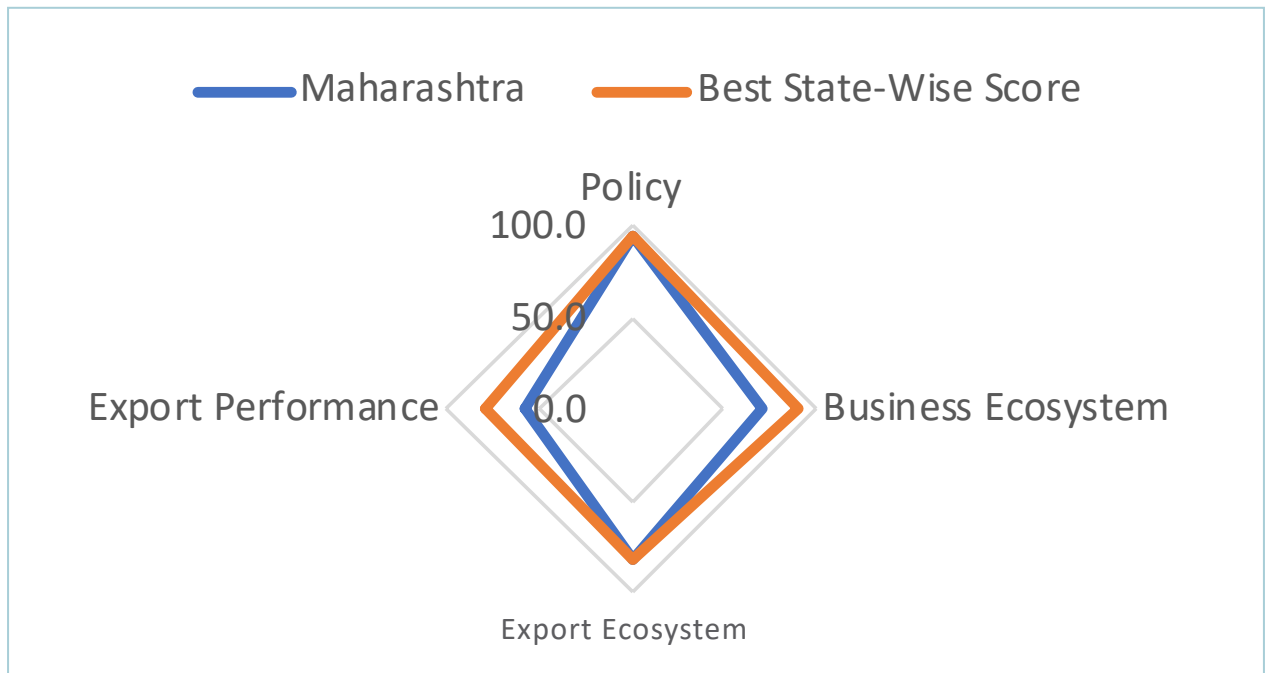 Maharashtra
Best State-Wise Score
Policy
100.0
50.0
Export Performance
0.0
Business Ecosystem
Export Ecosystem